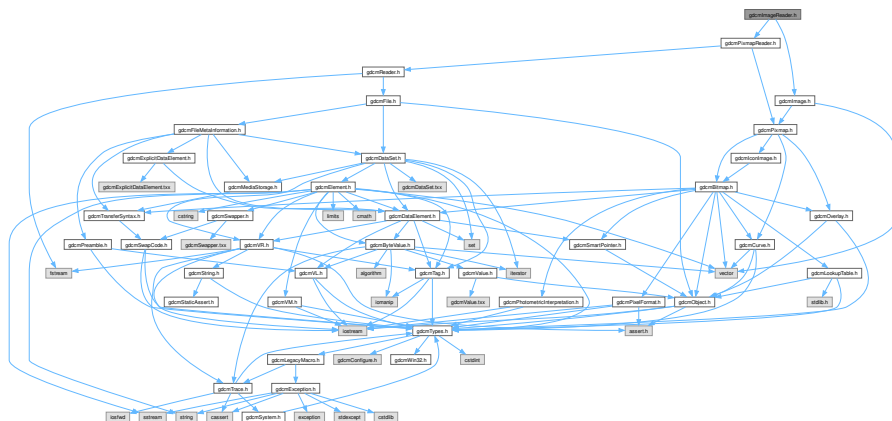 gdcmImageReader.h
gdcmPixmapReader.h
gdcmReader.h
gdcmFile.h
gdcmImage.h
gdcmFileMetaInformation.h
gdcmPixmap.h
gdcmExplicitDataElement.h
gdcmDataSet.h
gdcmIconImage.h
gdcmExplicitDataElement.txx
gdcmMediaStorage.h
gdcmElement.h
gdcmDataSet.txx
gdcmBitmap.h
gdcmTransferSyntax.h
cstring
gdcmSwapper.h
limits
cmath
gdcmDataElement.h
gdcmOverlay.h
gdcmPreamble.h
gdcmSwapCode.h
gdcmSwapper.txx
gdcmVR.h
gdcmByteValue.h
set
gdcmSmartPointer.h
gdcmCurve.h
fstream
gdcmString.h
gdcmVL.h
algorithm
gdcmTag.h
gdcmValue.h
iterator
vector
gdcmLookupTable.h
iomanip
gdcmStaticAssert.h
gdcmVM.h
gdcmValue.txx
gdcmPhotometricInterpretation.h
gdcmPixelFormat.h
gdcmObject.h
stdlib.h
iostream
gdcmTypes.h
assert.h
gdcmLegacyMacro.h
gdcmConfigure.h
gdcmWin32.h
cstdint
gdcmTrace.h
gdcmException.h
iosfwd
sstream
string
cassert
gdcmSystem.h
exception
stdexcept
cstdlib